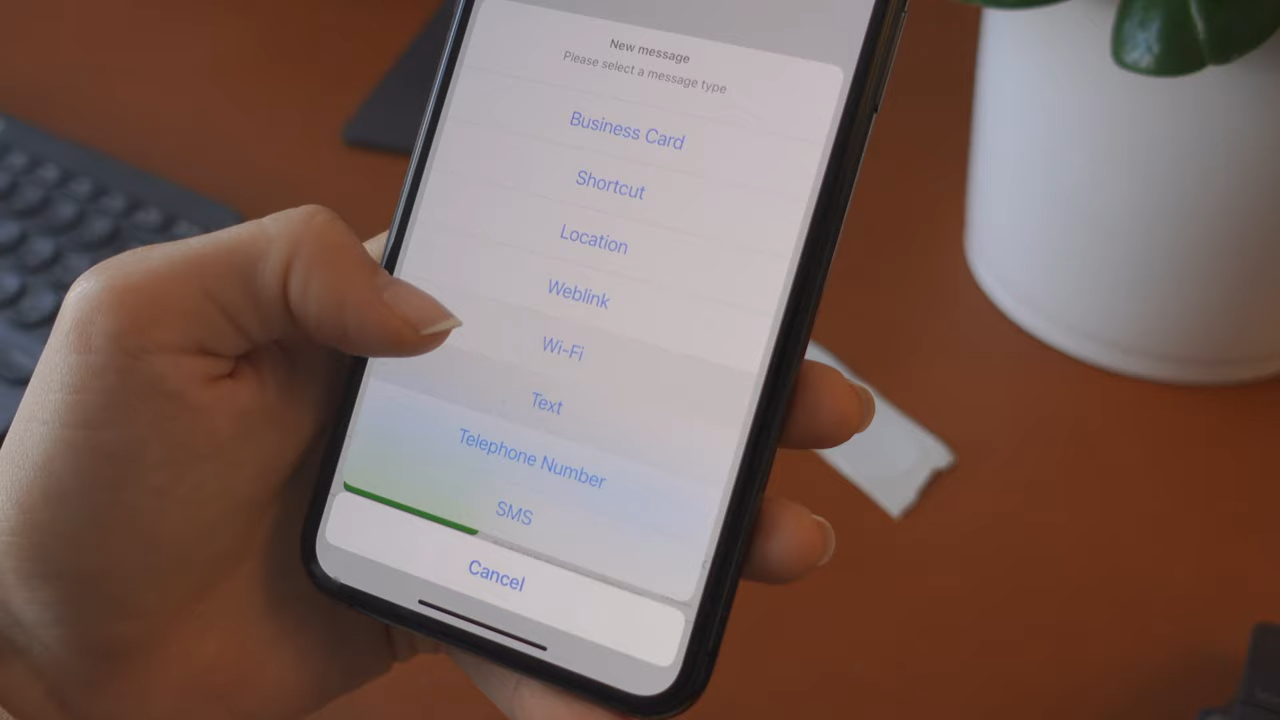 New message
Please select a message type
Business Card
Shortcut
Location
Weblink
Wi-Fi
Text
Telephone Number
SMS
Cancel